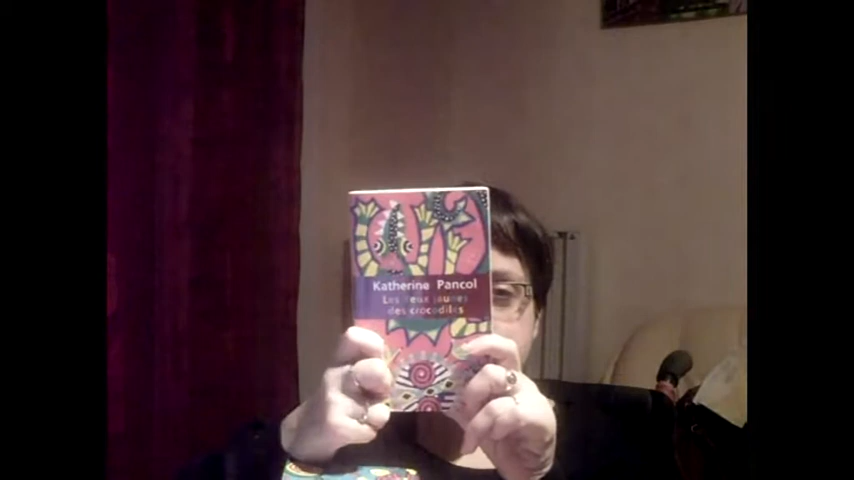 Katherine Pancol
Les yeux jaunes
des crocodiles